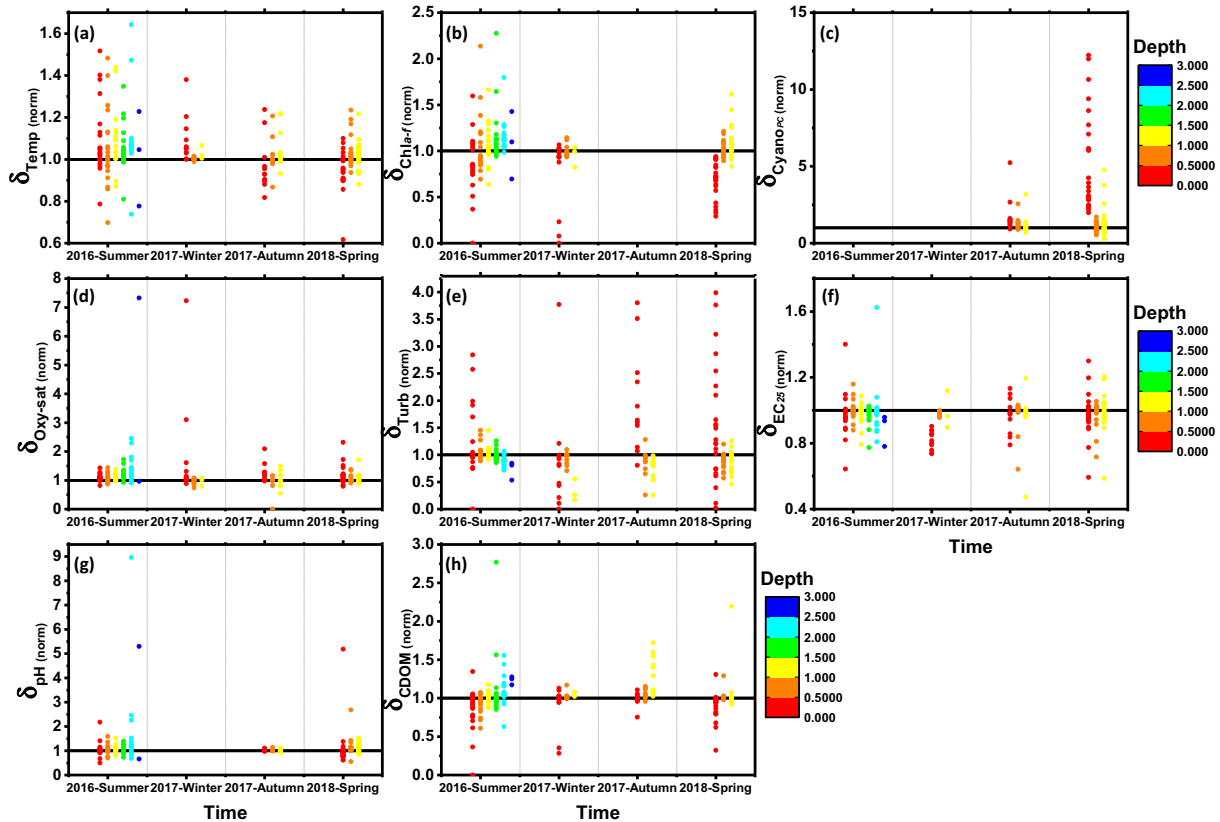 (a)
δTemp (norm)
1.6
1.4
1.2
1.0
0.8
0.6
2016-Summer 2017-Winter 2017-Autumn 2018-Spring
(b)
δChla-f (norm)
2.5
2.0
1.5
1.0
0.5
0.0
2016-Summer 2017-Winter 2017-Autumn 2018-Spring
(c)
δCyanoPC (norm)
15
10
5
0
2016-Summer 2017-Winter 2017-Autumn 2018-Spring
Depth
3.000
2.500
2.000
1.500
1.000
0.5000
0.000
(d)
δOxy-sat (norm)
8
7
6
5
4
3
2
1
0
2016-Summer 2017-Winter 2017-Autumn 2018-Spring
(e)
δTurb (norm)
4.0
3.5
3.0
2.5
2.0
1.5
1.0
0.5
0.0
2016-Summer 2017-Winter 2017-Autumn 2018-Spring
(f)
δEC25 (norm)
1.6
1.2
0.8
0.4
2016-Summer 2017-Winter 2017-Autumn 2018-Spring
Time
Depth
3.000
2.500
2.000
1.500
1.000
0.5000
0.000
(g)
δpH (norm)
9
8
7
6
5
4
3
2
1
0
2016-Summer 2017-Winter 2017-Autumn 2018-Spring
Time
(h)
δCDOM (norm)
3.0
2.5
2.0
1.5
1.0
0.5
0.0
2016-Summer 2017-Winter 2017-Autumn 2018-Spring
Time
Depth
3.000
2.500
2.000
1.500
1.000
0.5000
0.000